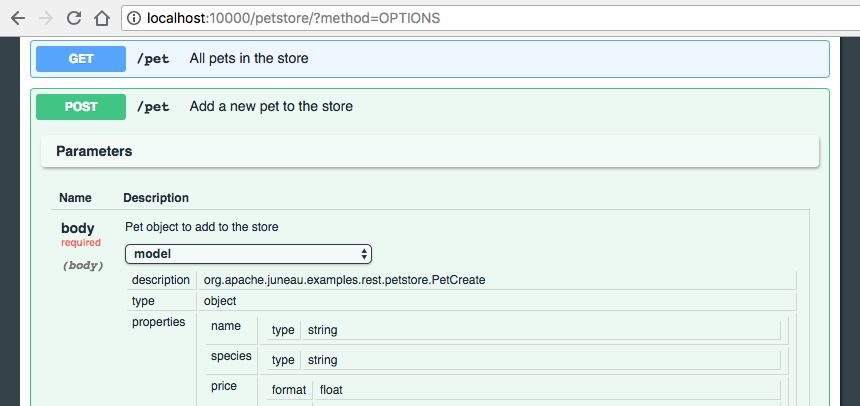 localhost:10000/petstore/?method=OPTIONS
GET /pet All pets in the store
POST /pet Add a new pet to the store
Parameters
Name Description
body Pet object to add to the store
required
model
(body)
description org.apache.juneau.examples.rest.petstore.PetCreate
type object
properties name type string
species type string
price format float